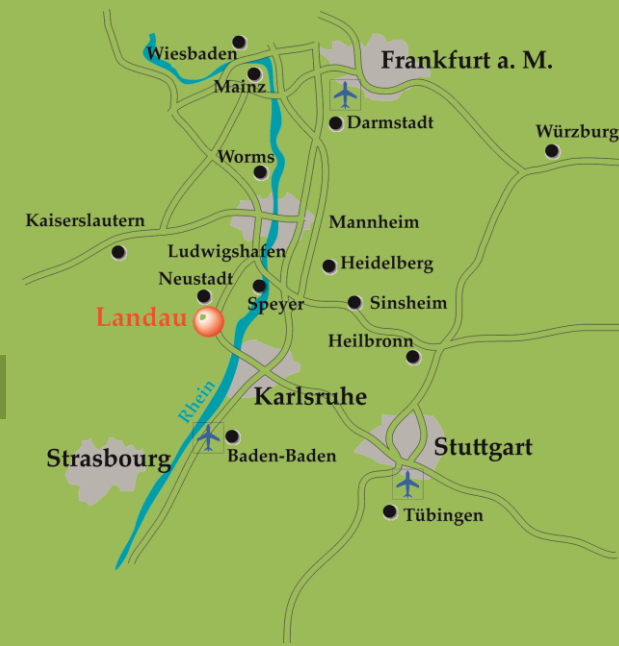 Wiesbaden
Frankfurt a. M.
Mainz
Darmstadt
Würzburg
Worms
Kaiserslautern
Mannheim
Ludwigshafen
Heidelberg
Neustadt
Speyer
Sinsheim
Landau
Heilbronn
Rhein
Karlsruhe
Stuttgart
Strasbourg
Baden-Baden
Tübingen